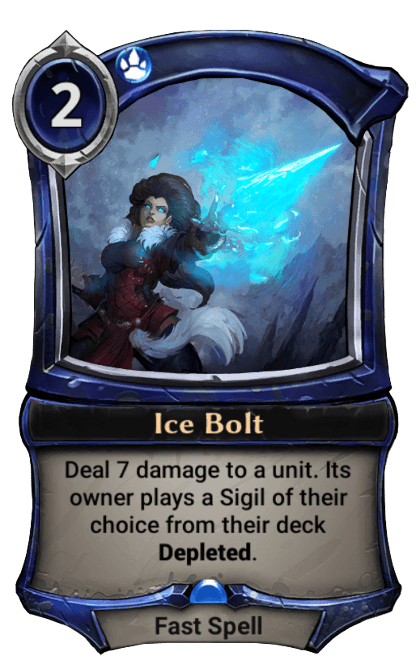 2
Ice Bolt
Deal 7 damage to a unit. Its
owner plays a Sigil of their
choice from their deck
Depleted.
Fast Spell